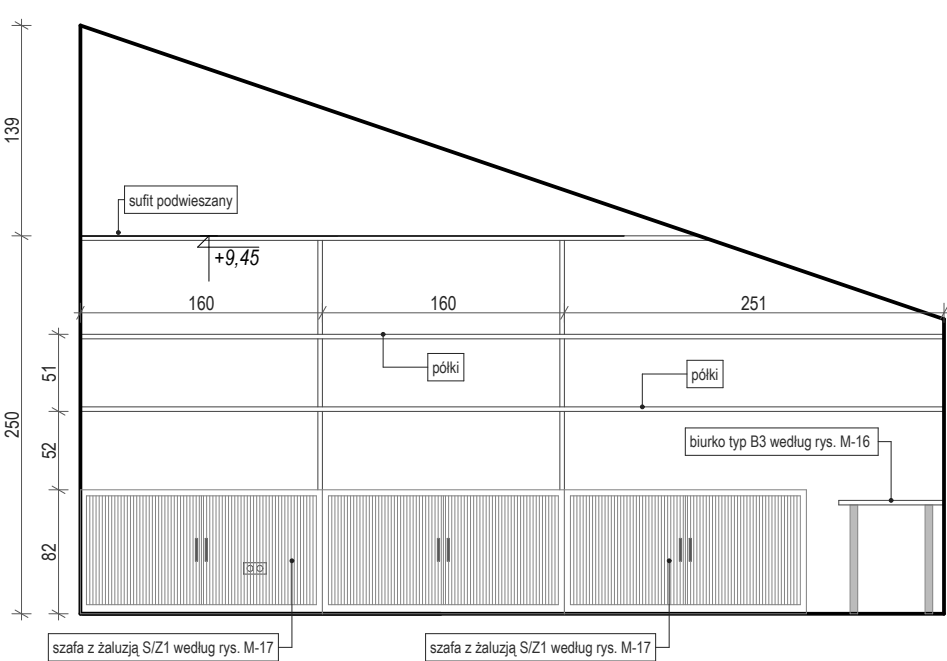 139
sufit podwieszany
+9,45
160
160
251
51
półki
półki
250
52
biurko typ B3 według rys. M-16
82
szafa z żaluzją S/Z1 według rys. M-17
szafa z żaluzją S/Z1 według rys. M-17